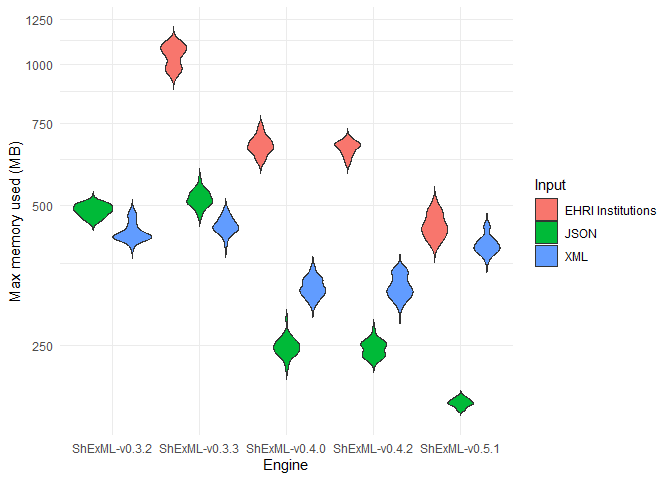 1250
1000
750
500
250
Max memory used (MB)
ShExML-v0.3.2 ShExML-v0.3.3 ShExML-v0.4.0 ShExML-v0.4.2 ShExML-v0.5.1
Engine
Input
EHRI Institutions
JSON
XML